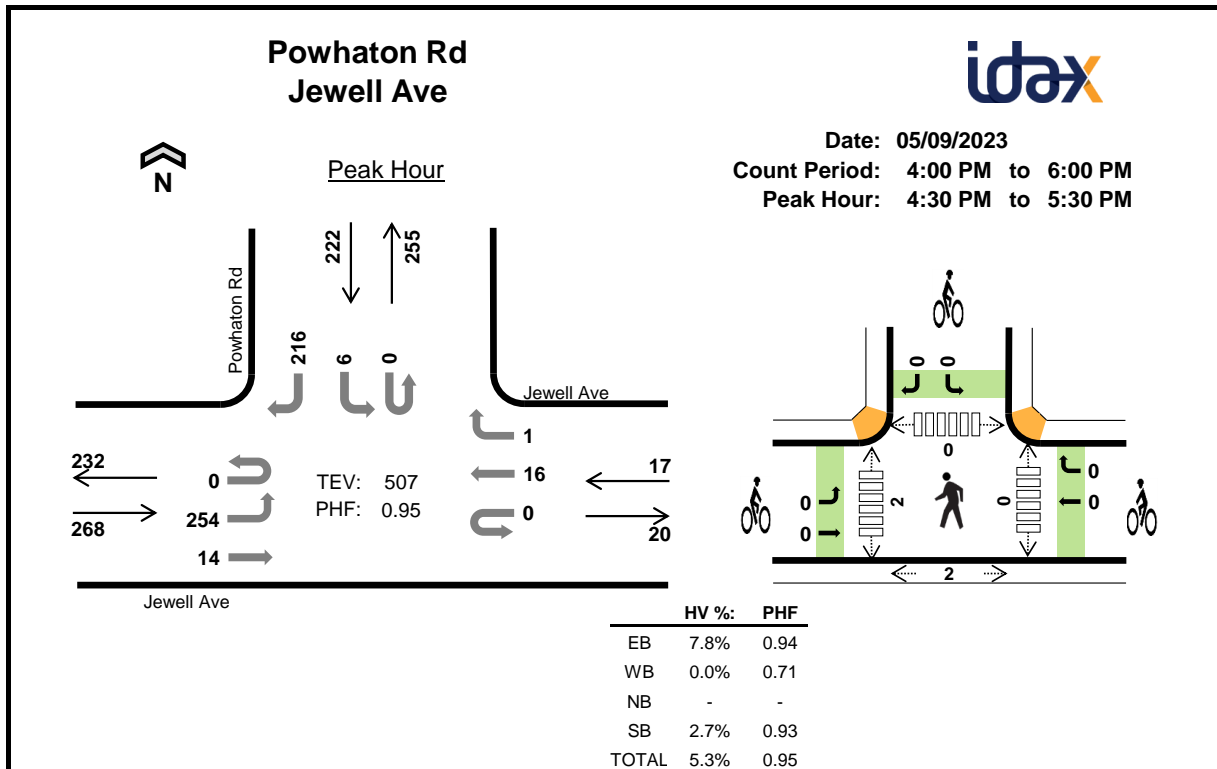 Powhaton Rd
Jewell Ave
idax
Date: 05/09/2023
Count Period: 4:00 PM to 6:00 PM
Peak Hour: 4:30 PM to 5:30 PM
N
Peak Hour
222
255
Powhaton Rd
216
6
0
Jewell Ave
1
16
0
17
20
232
268
0
254
14
TEV: 507
PHF: 0.95
Jewell Ave
0
0
0
0
0
2
0
0
0
2
HV %: PHF
EB 7.8% 0.94
WB 0.0% 0.71
NB - -
SB 2.7% 0.93
TOTAL 5.3% 0.95